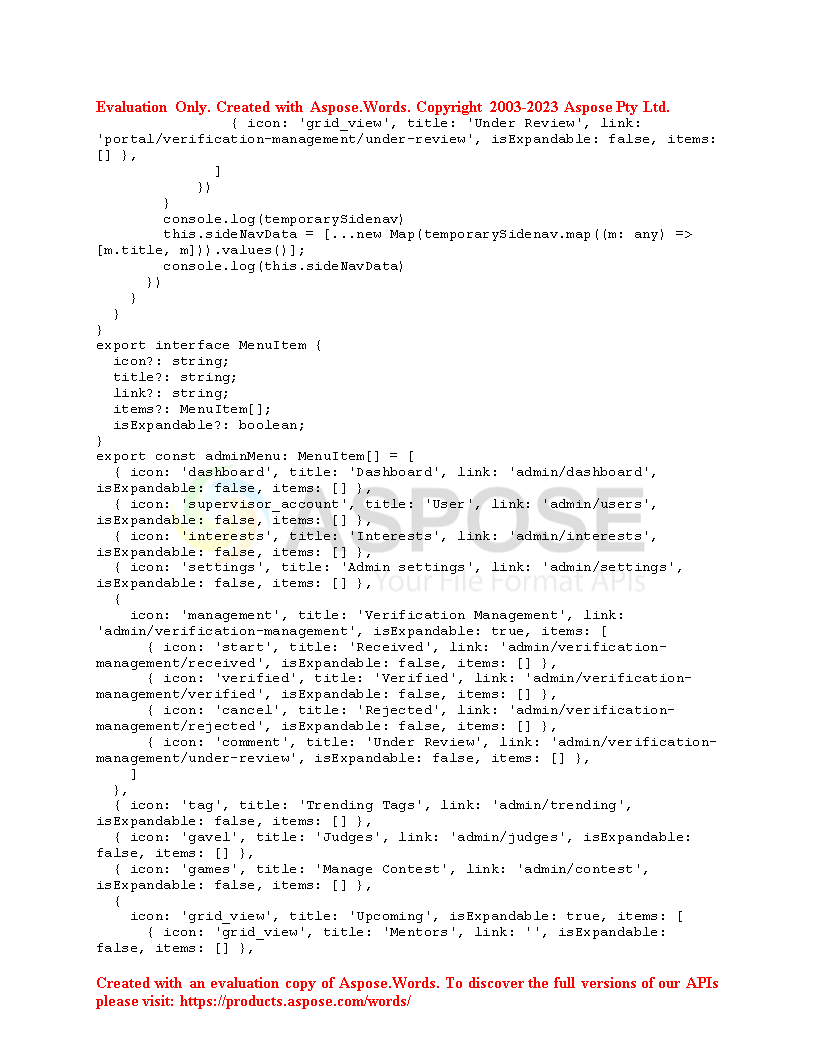 Evaluation Only. Created with Aspose.Words. Copyright 2003-2023 Aspose Pty Ltd.
                { icon: 'grid_view', title: 'Under Review', link:
'portal/verification-management/under-review', isExpandable: false, items:
[] },
              ]
            })
        }
        console.log(temporarySidenav)
        this.sideNavData = [...new Map(temporarySidenav.map((m: any) =>
[m.title, m])).values()];
        console.log(this.sideNavData)
      })
    }
  }
}
export interface MenuItem {
  icon?: string;
  title?: string;
  link?: string;
  items?: MenuItem[];
  isExpandable?: boolean;
}
export const adminMenu: MenuItem[] = [
  { icon: 'dashboard', title: 'Dashboard', link: 'admin/dashboard',
isExpandable: false, items: [] },
  { icon: 'supervisor_account', title: 'User', link: 'admin/users',
isExpandable: false, items: [] },
  { icon: 'interests', title: 'Interests', link: 'admin/interests',
isExpandable: false, items: [] },
  { icon: 'settings', title: 'Admin settings', link: 'admin/settings',
isExpandable: false, items: [] },
  {
    icon: 'management', title: 'Verification Management', link:
'admin/verification-management', isExpandable: true, items: [
      { icon: 'start', title: 'Received', link: 'admin/verification-
management/received', isExpandable: false, items: [] },
      { icon: 'verified', title: 'Verified', link: 'admin/verification-
management/verified', isExpandable: false, items: [] },
      { icon: 'cancel', title: 'Rejected', link: 'admin/verification-
management/rejected', isExpandable: false, items: [] },
      { icon: 'comment', title: 'Under Review', link: 'admin/verification-
management/under-review', isExpandable: false, items: [] },
    ]
  },
  { icon: 'tag', title: 'Trending Tags', link: 'admin/trending',
isExpandable: false, items: [] },
  { icon: 'gavel', title: 'Judges', link: 'admin/judges', isExpandable:
false, items: [] },
  { icon: 'games', title: 'Manage Contest', link: 'admin/contest',
isExpandable: false, items: [] },
  {
    icon: 'grid_view', title: 'Upcoming', isExpandable: true, items: [
      { icon: 'grid_view', title: 'Mentors', link: '', isExpandable:
false, items: [] },
ASPOSE
Your File Format APIs
Created with an evaluation copy of Aspose.Words. To discover the full versions of our APIs
please visit: https://products.aspose.com/words/